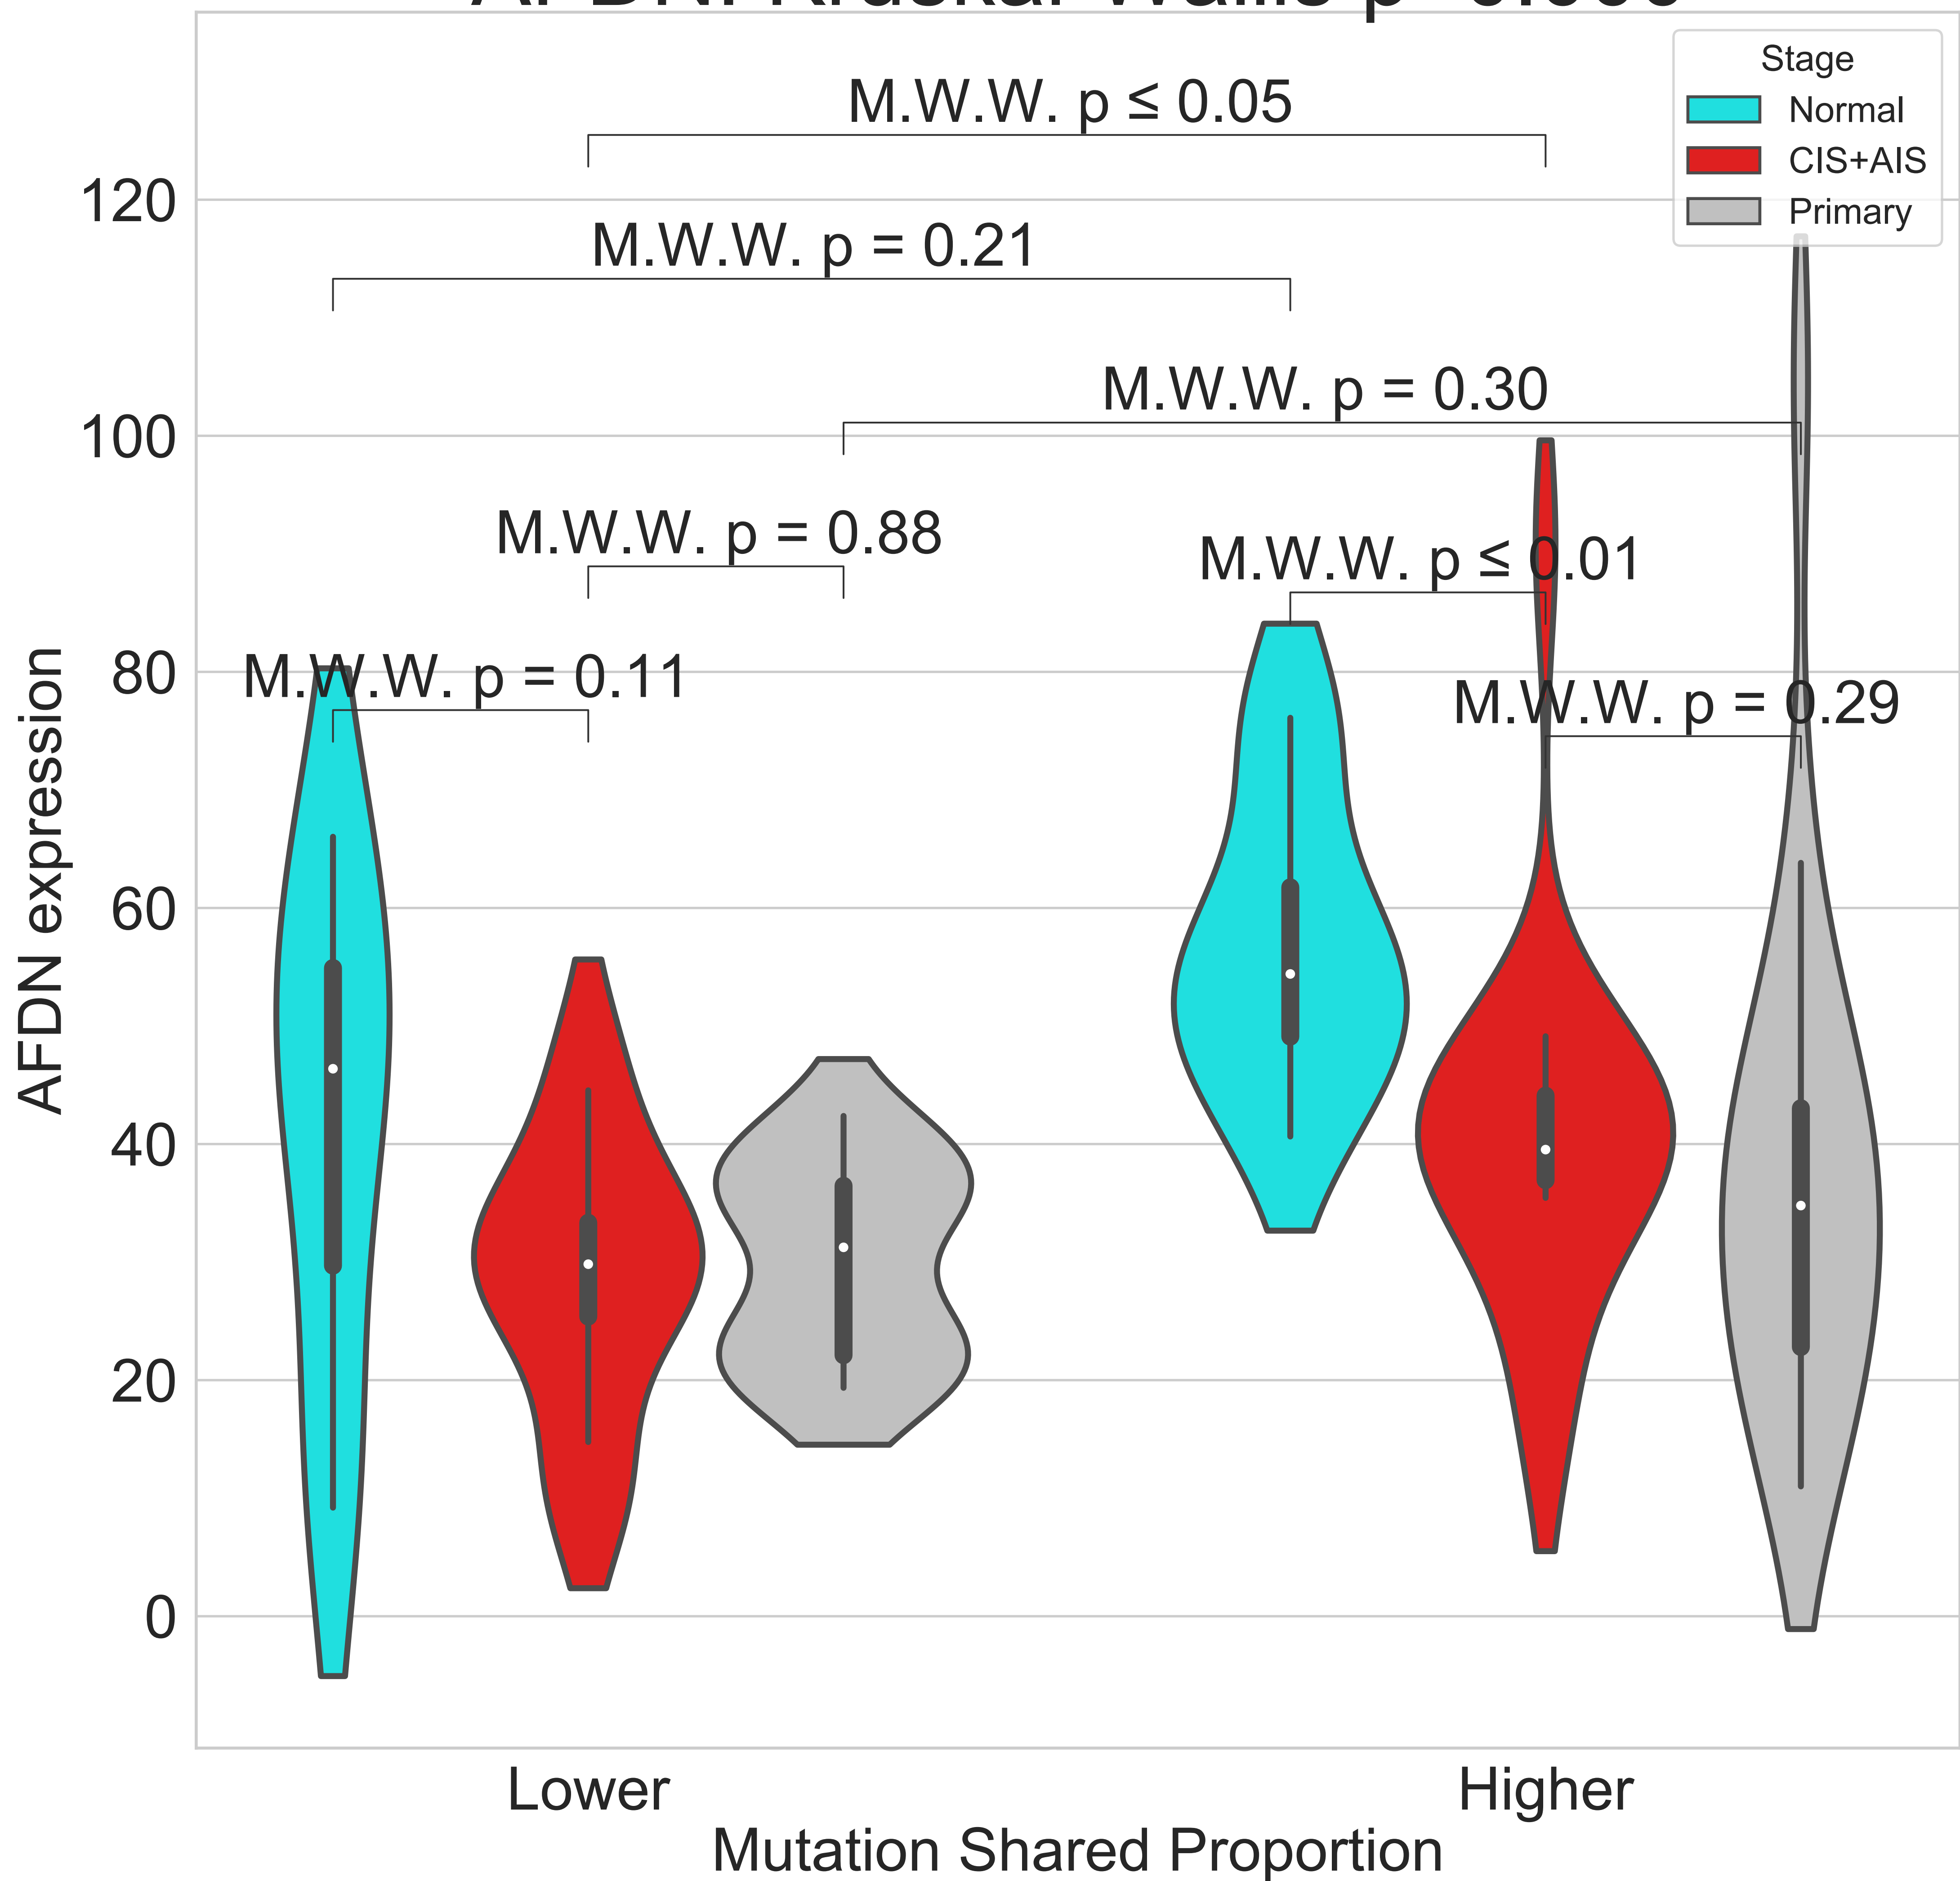 Stage
Normal
CIS+AIS
Primary
M.W.W. p ≤ 0.05
120
M.W.W. p = 0.21
M.W.W. p = 0.30
100
M.W.W. p = 0.88
M.W.W. p ≤ 0.01
80
M.W.W. p = 0.11
M.W.W. p = 0.29
AFDN expression
60
40
20
0
Lower
Higher
Mutation Shared Proportion